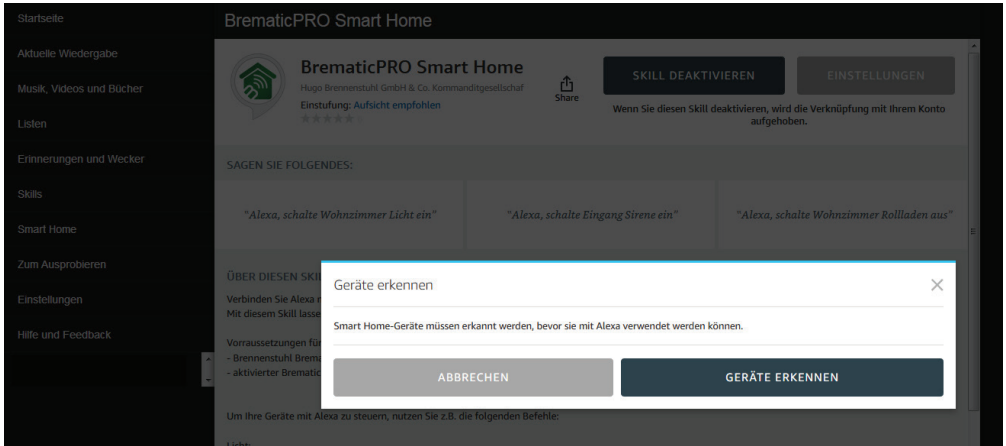 Startseite
BrematicPRO Smart Home
Aktuelle Wiedergabe
Musik, Videos und Bücher
Listen
Erinnerungen und Wecker
Skills
Smart Home
Zum Ausprobieren
Einstellungen
Hilfe und Feedback
BrematicPRO Smart Home
Hugo Brennenstuhl GmbH & Co. Kommanditgesellschaf
Einstufung: Aufsicht empfohlen
Share
SKILL DEAKTIVIEREN
EINSTELLUNGEN
Wenn Sie diesen Skill deaktivieren, wird die Verknüpfung mit Ihrem Konto
aufgehoben.
SAGEN SIE FOLGENDES:
"Alexa, schalte Wohnzimmer Licht ein"
"Alexa, schalte Eingang Sirene ein"
"Alexa, schalte Wohnzimmer Rollladen aus"
ÜBER DIESEN SKI
Verbinden Sie Alexa
Mit diesem Skill lasse
Vorraussetzungen für
- Brennenstuhl Brema
- aktivierter Brematic
Geräte erkennen
Smart Home-Geräte müssen erkannt werden, bevor sie mit Alexa verwendet werden können.
ABBRECHEN
GERÄTE ERKENNEN
Um Ihre Geräte mit Alexa zu steuern, nutzen Sie z.B. die folgenden Befehle:
Licht: